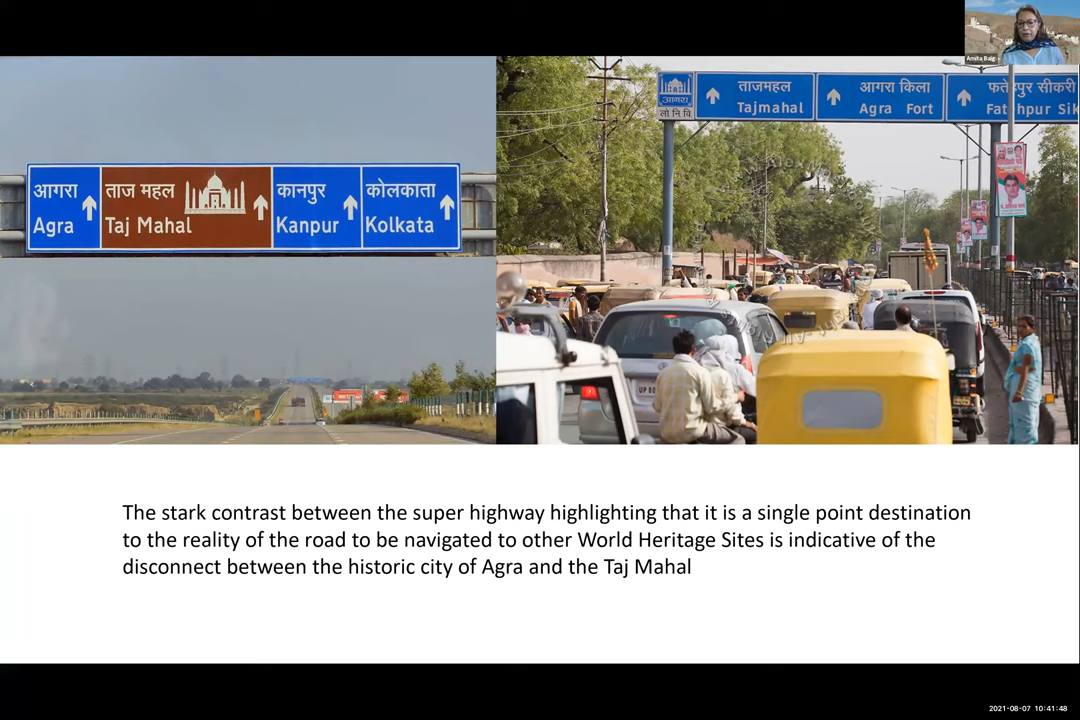 Amita Baig
आगरा
Agra
ताज महल
Taj Mahal
कानपुर
Kanpur
कोलकाता
Kolkata
आगरा
लो नि वि
ताजमहल
Tajmahal
आगरा किला
Agra Fort
फतेहपुर सीकरी
Fatehpur Sik
UP 80
The stark contrast between the super highway highlighting that it is a single point destination
to the reality of the road to be navigated to other World Heritage Sites is indicative of the
disconnect between the historic city of Agra and the Taj Mahal
2021-08-07 10:41:48